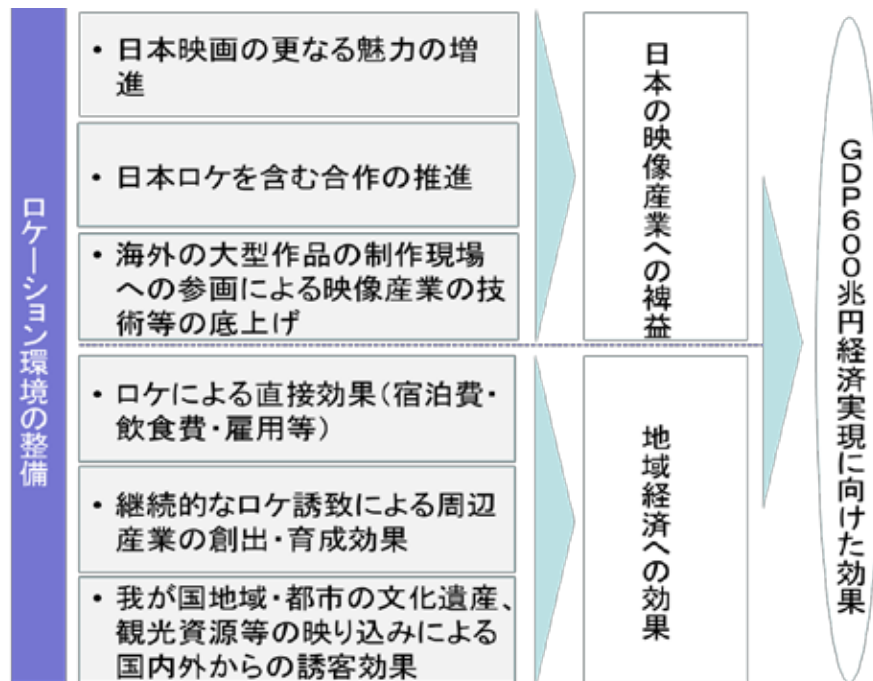 ロケーション環境の整備
• 日本映画の更なる魅力の増
進
• 日本ロケを含む合作の推進
• 海外の大型作品の制作現場
への参画による映像産業の技
術等の底上げ
日本の映像産業への裨益
• ロケによる直接効果(宿泊費・
飲食費・雇用等)
• 継続的なロケ誘致による周辺
産業の創出・育成効果
• 我が国地域・都市の文化遺産、
観光資源等の映り込みによる
国内外からの誘客効果
地域経済への効果
GDP600兆円経済実現に向けた効果